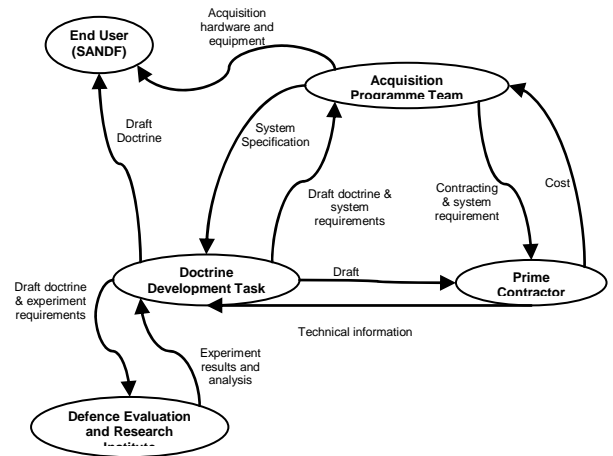 End User
(SANDF)
Acquisition
hardware and
equipment
Acquisition
Programme Team
Draft
Doctrine
System
Specification
Draft doctrine &
system
requirements
Contracting
& system
requirement
Cost
Doctrine
Development Task
Draft
Prime
Contractor
Draft doctrine
& experiment
requirements
Technical information
Experiment
results and
analysis
Defence Evaluation
and Research
Institute